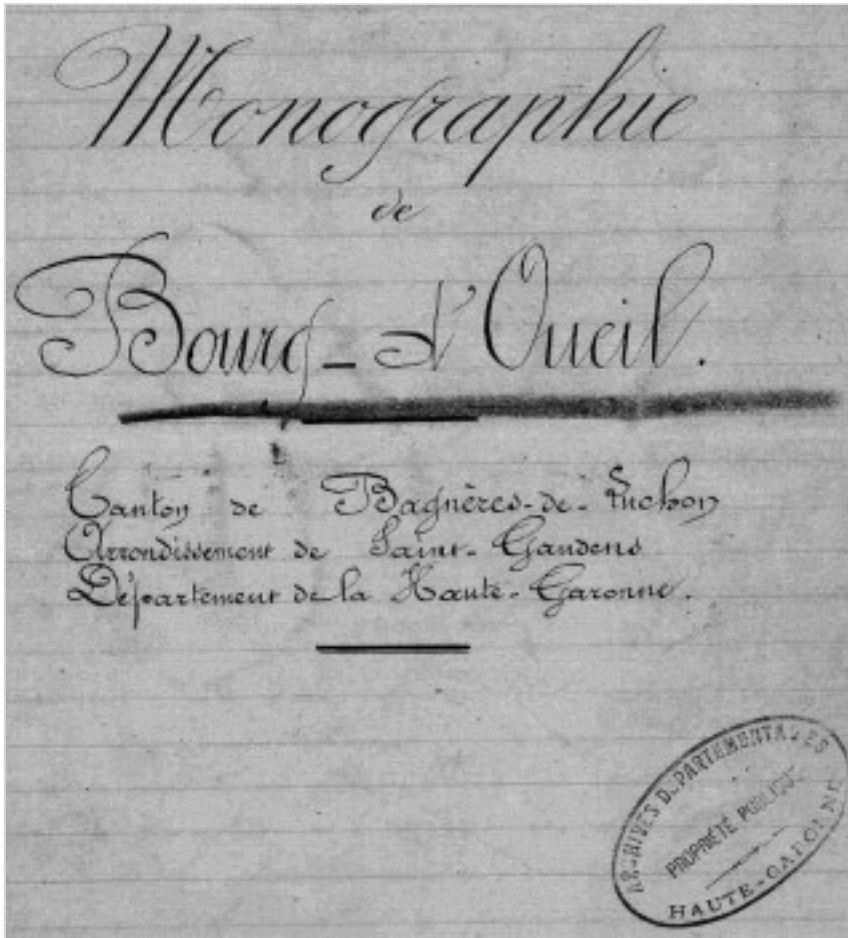 Monographie
de
Bourg-d'Oueil.
Canton de Bagnères-de-Luchon
Arrondissement de Saint-Gaudens
Département de la Haute-Garonne.
ARCHIVES DEPARTEMENTALES
PROPRIÉTÉ PUBLIQUE
HAUTE-GARONNE